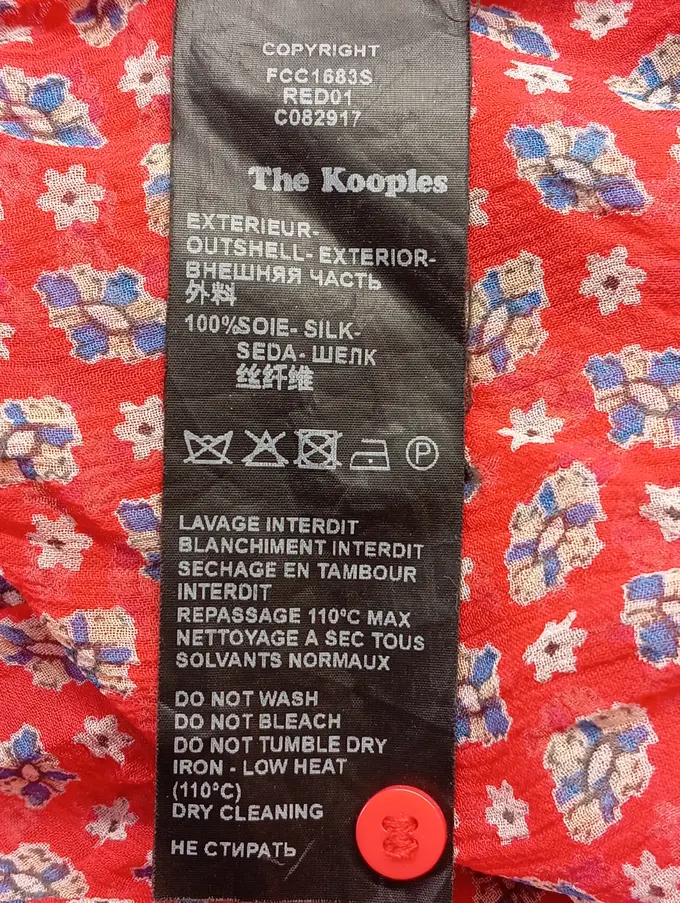 COPYRIGHT
FCC1683S
RED01
C082917
The Kooples
EXTERIEUR-
OUTSHELL- EXTERIOR-
ВНЕШНЯЯ ЧАСТЬ
外料
100%SOIE- SILK-
SEDA- ШЕЛК
丝纤维
P
LAVAGE INTERDIT
BLANCHIMENT INTERDIT
SECHAGE EN TAMBOUR
INTERDIT
REPASSAGE 110°C MAX
NETTOYAGE A SEC TOUS
SOLVANTS NORMAUX
DO NOT WASH
DO NOT BLEACH
DO NOT TUMBLE DRY
IRON - LOW HEAT
(110°C)
DRY CLEANING
НЕ СТИРАТЬ